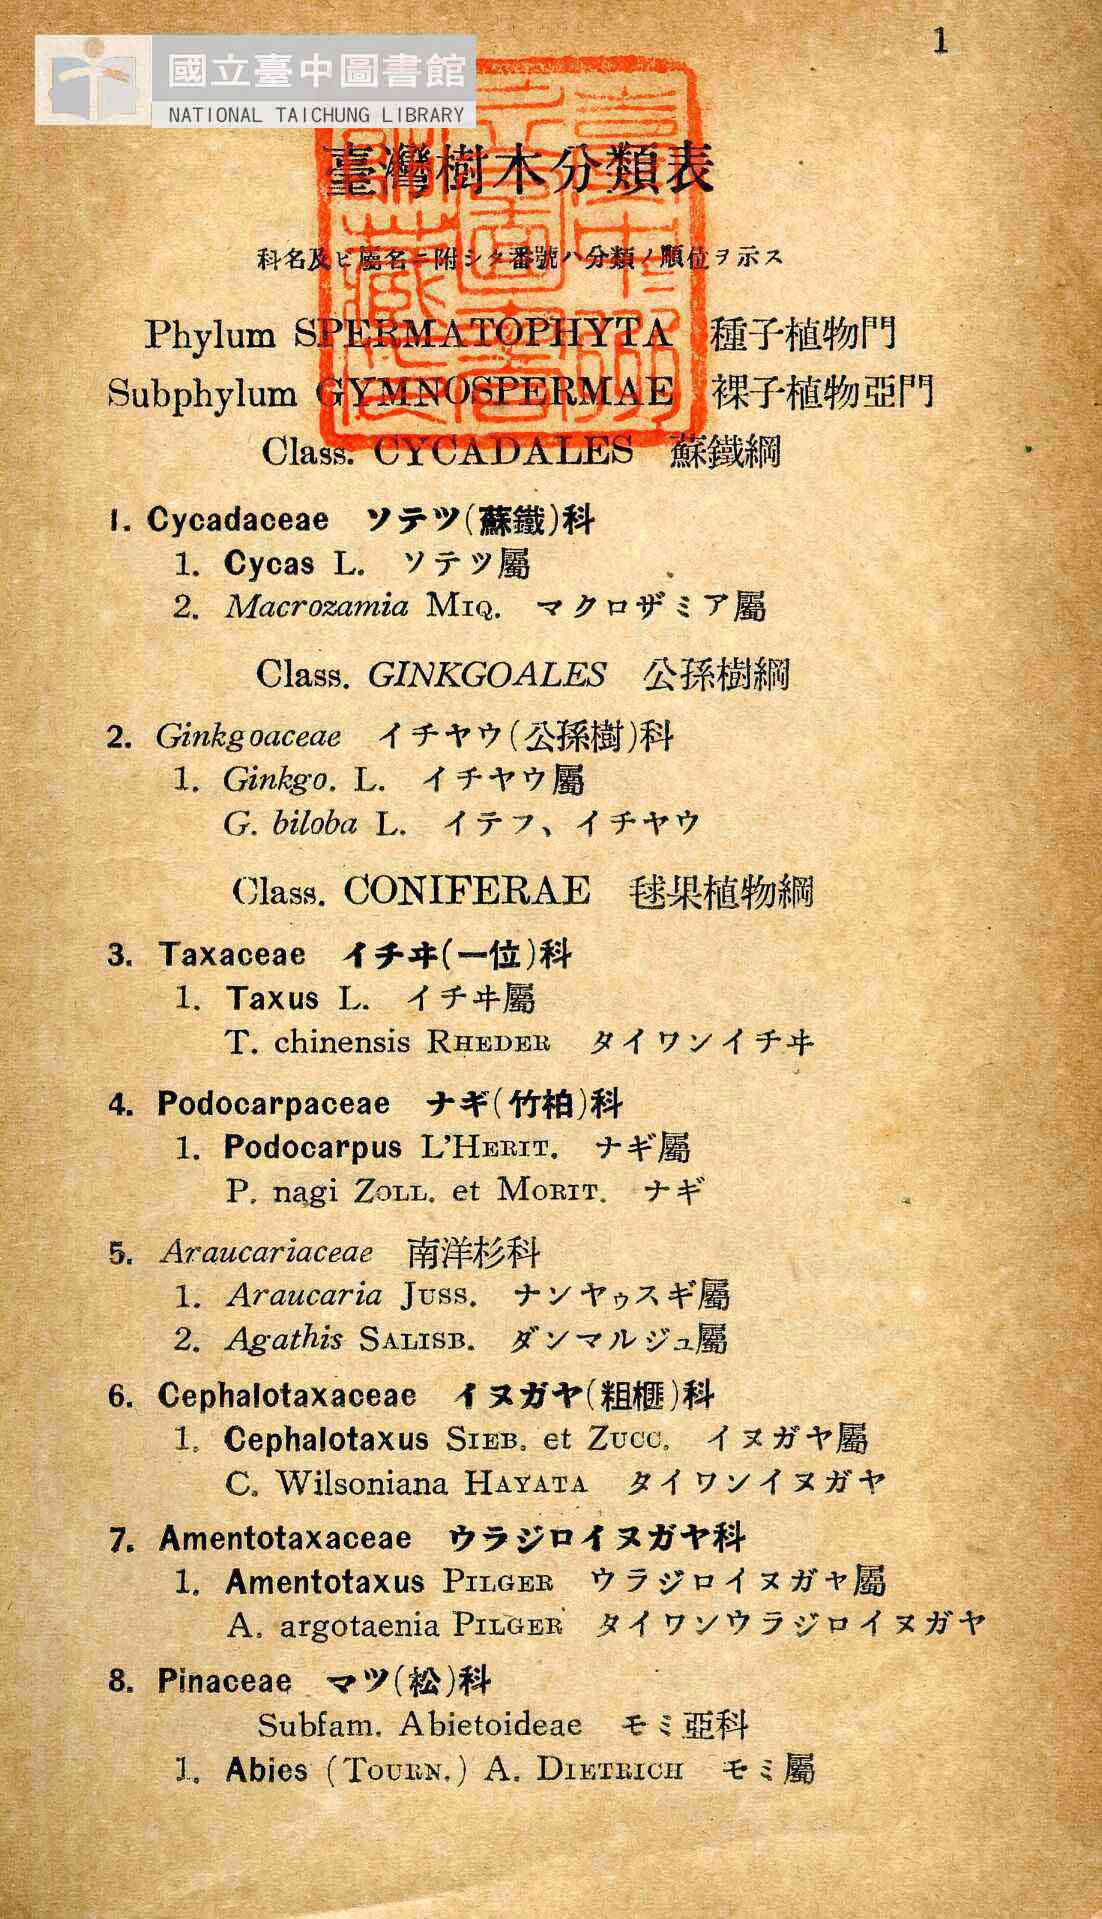 1
國立臺中圖書館
NATIONAL TAICHUNG LIBRARY
臺灣樹木分類表
科名及ビ屬名ニ附シタ番號ハ分類ノ順位ヲ示ス
Phylum SPERMATOPHYTA 種子植物門
Subphylum GYMNOSPERMAE 裸子植物亞門
Class. CYCADALES 蘇鐵綱
1. Cycadaceae ソテツ(蘇鐵)科
1. Cycas L. ソテツ屬
2. Macrozamia MIQ. マクロザミア屬
Class. GINKGOALES 公孫樹綱
2. Ginkgoaceae イチヤウ(公孫樹)科
1. Ginkgo. L. イチヤウ屬
G. biloba L. イテフ、イチヤウ
Class. CONIFERAE 毬果植物綱
3. Taxaceae イチヰ(一位)科
1. Taxus L. イチヰ屬
T. chinensis RHEDER タイワンイチヰ
4. Podocarpaceae ナギ(竹柏)科
1. Podocarpus L'HERIT. ナギ屬
P. nagi ZOLL. et MORIT. ナギ
5. Araucariaceae 南洋杉科
1. Araucaria JUSS. ナンヤゥスギ屬
2. Agathis SALISB. ダンマルジュ屬
6. Cephalotaxaceae イヌガヤ(粗榧)科
1. Cephalotaxus SIEB. et ZUCC. イヌガヤ屬
C. Wilsoniana HAYATA タイワンイヌガヤ
7. Amentotaxaceae ウラジロイヌガヤ科
1. Amentotaxus PILGER ウラジロイヌガヤ屬
A. argotaenia PILGER タイワンウラジロイヌガヤ
8. Pinaceae マツ(松)科
Subfam. Abietoideae モミ亞科
1. Abies (TOURN.) A. DIETRICH モミ屬